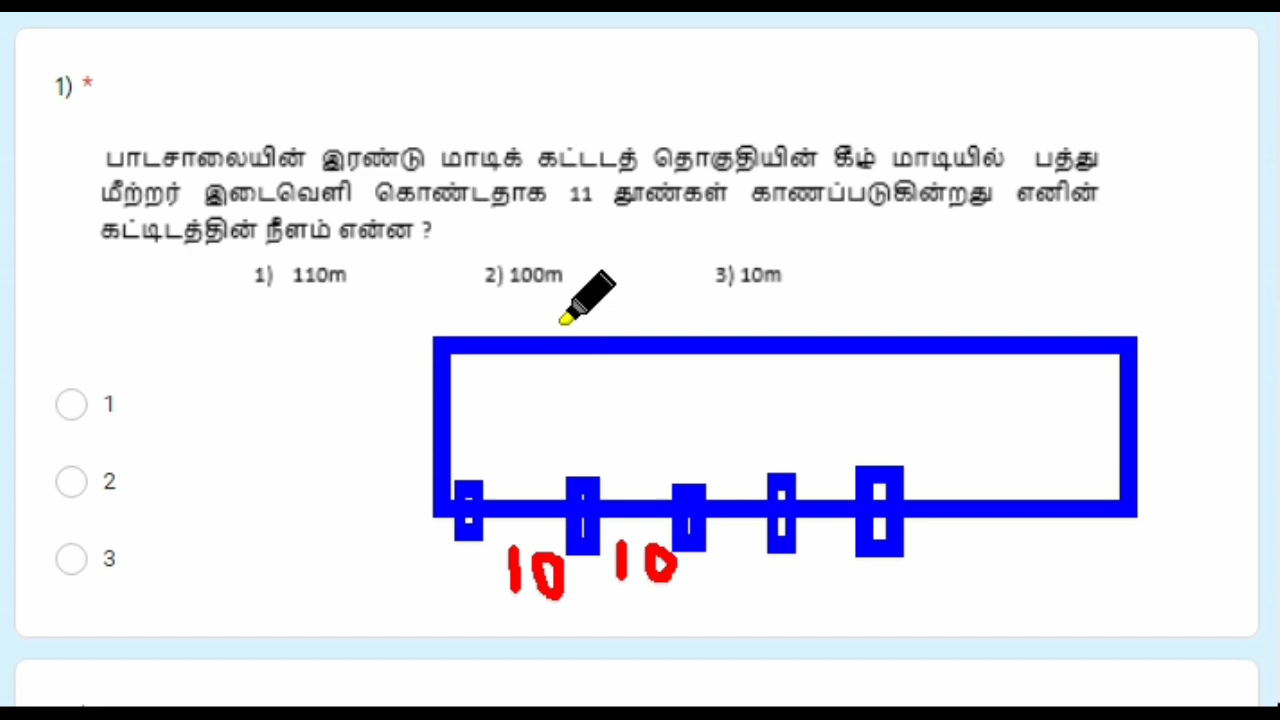 1) *
பாடசாலையின் இரண்டு மாடிக் கட்டடத் தொகுதியின் கீழ் மாடியில் பத்து
மீற்றர் இடைவெளி கொண்டதாக 11 தூண்கள் காணப்படுகின்றது எனின்
கட்டிடத்தின் நீளம் என்ன ?
1) 110m 2) 100m 3) 10m
1
2
3
10 10